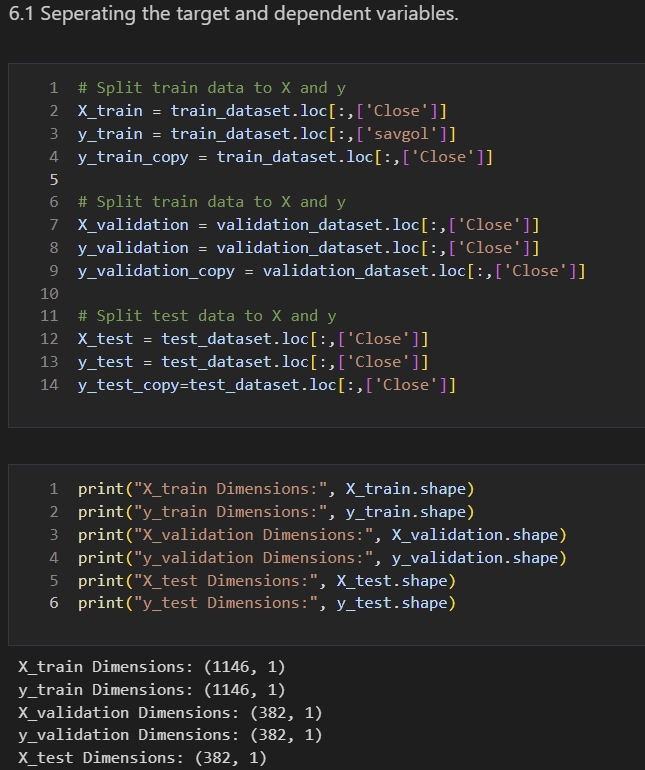 6.1 Seperating the target and dependent variables.
1 # Split train data to X and y
2 X_train = train_dataset.loc[:,['Close']]
3 y_train = train_dataset.loc[:,['savgol']]
4 y_train_copy = train_dataset.loc[:,['Close']]
5
6 # Split train data to X and y
7 X_validation = validation_dataset.loc[:,['Close']]
8 y_validation = validation_dataset.loc[:,['Close']]
9 y_validation_copy = validation_dataset.loc[:,['Close']]
10
11 # Split test data to X and y
12 X_test = test_dataset.loc[:,['Close']]
13 y_test = test_dataset.loc[:,['Close']]
14 y_test_copy=test_dataset.loc[:,['Close']]
1 print("X_train Dimensions:", X_train.shape)
2 print("y_train Dimensions:", y_train.shape)
3 print("X_validation Dimensions:", X_validation.shape)
4 print("y_validation Dimensions:", y_validation.shape)
5 print("X_test Dimensions:", X_test.shape)
6 print("y_test Dimensions:", y_test.shape)
X_train Dimensions: (1146, 1)
y_train Dimensions: (1146, 1)
X_validation Dimensions: (382, 1)
y_validation Dimensions: (382, 1)
X_test Dimensions: (382, 1)